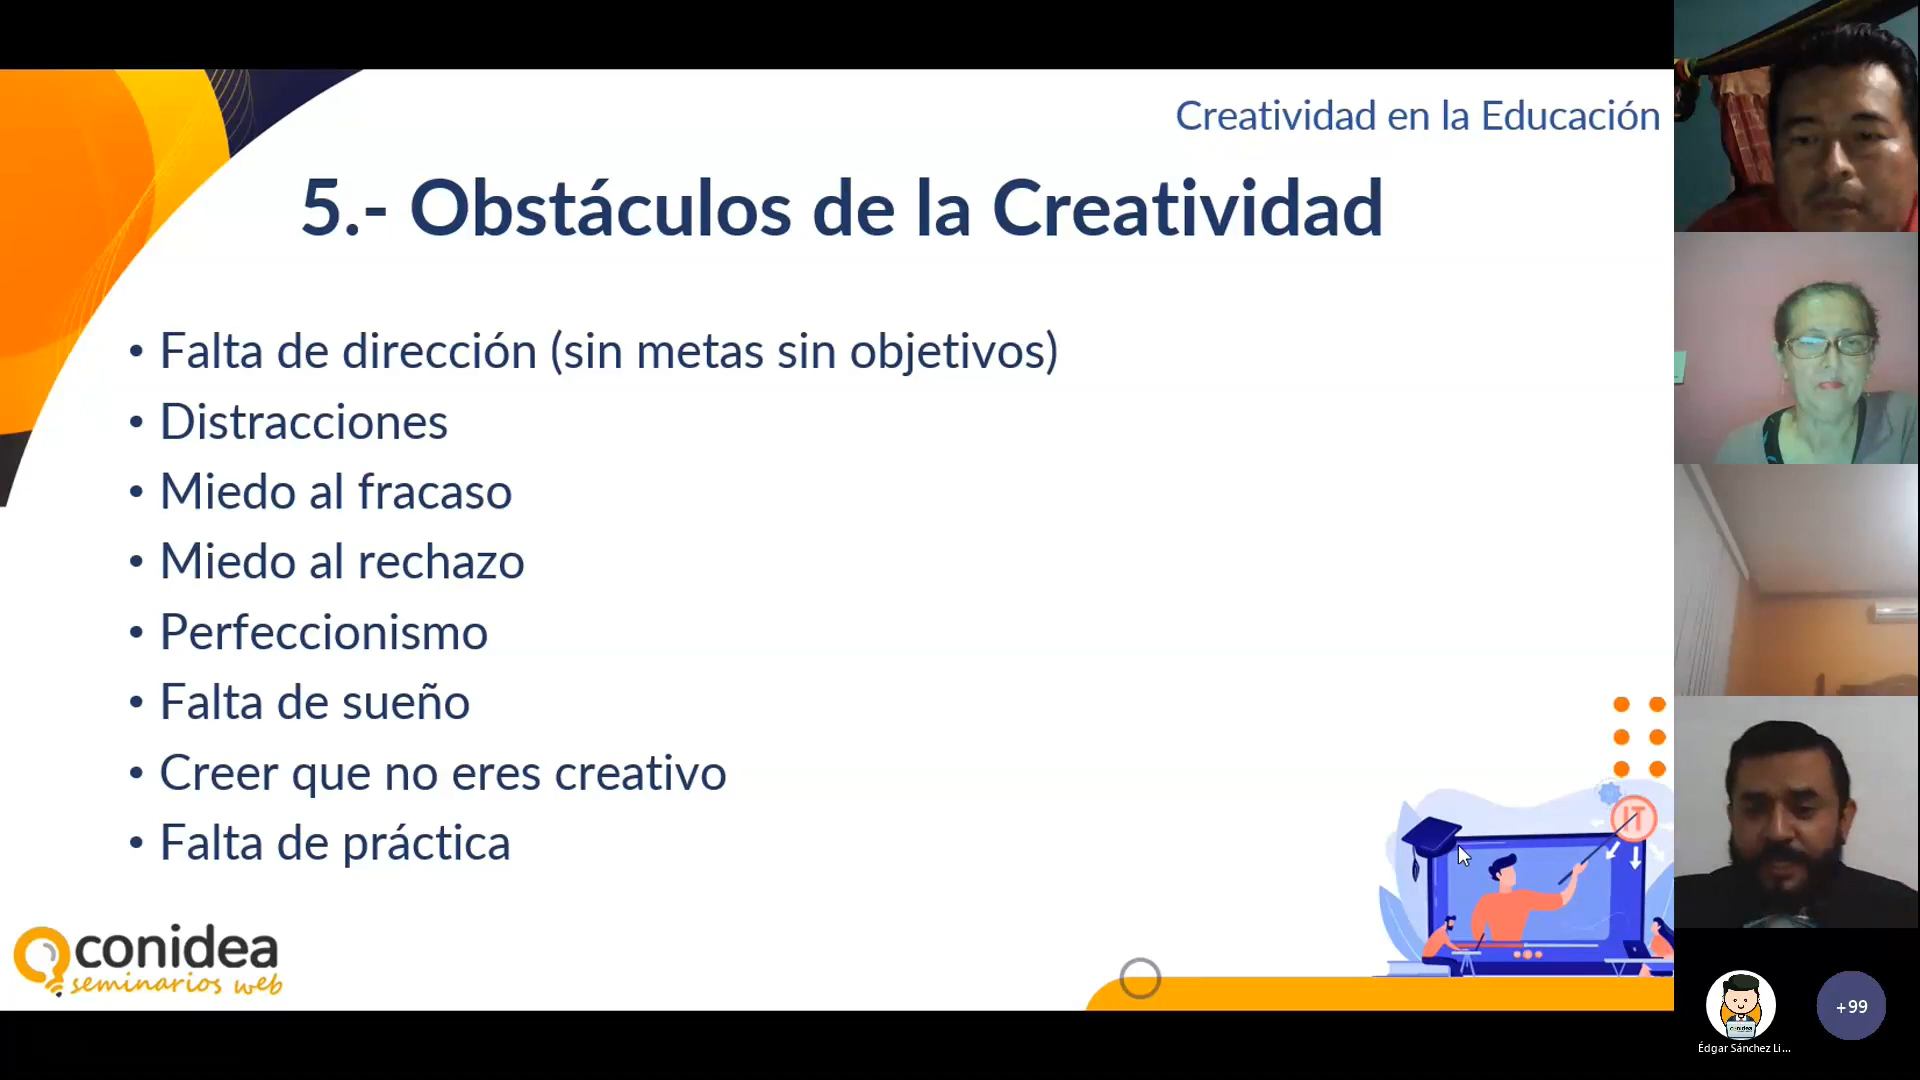 Creatividad en la Educación
5.- Obstáculos de la Creatividad
• Falta de dirección (sin metas sin objetivos)
• Distracciones
• Miedo al fracaso
• Miedo al rechazo
• Perfeccionismo
• Falta de sueño
• Creer que no eres creativo
• Falta de práctica
IT
conidea
seminarios web
conidea
+99
Édgar Sánchez Li...